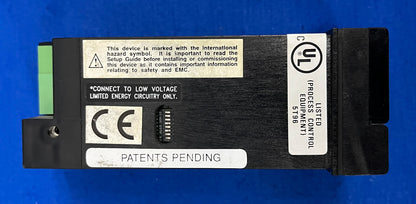 This device is marked with the international
hazard symbol. It is important to read the
Setup Guide before installing or commissioning
this device as it contains important information
relating to safety and EMC.
*CONNECT TO LOW VOLTAGE
LIMITED ENERGY CIRCUITRY ONLY.
CE
PATENTS PENDING
C
UL
LISTED
(PROCESS CONTROL
EQUIPMENT)
5T96